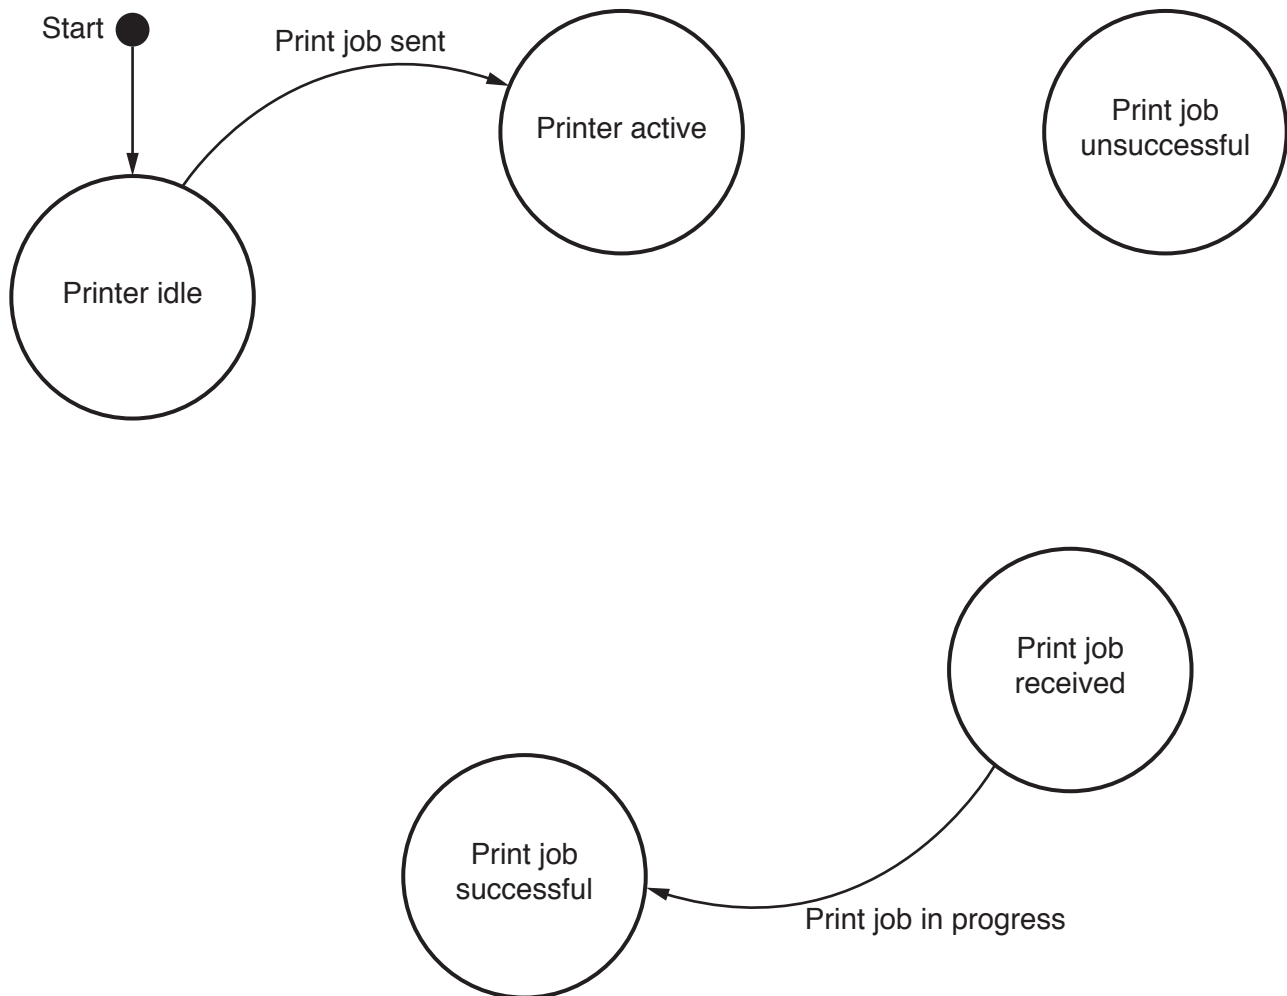 Start
Print job sent
Printer active
Print job
unsuccessful
Printer idle
Print job
received
Print job
successful
Print job in progress